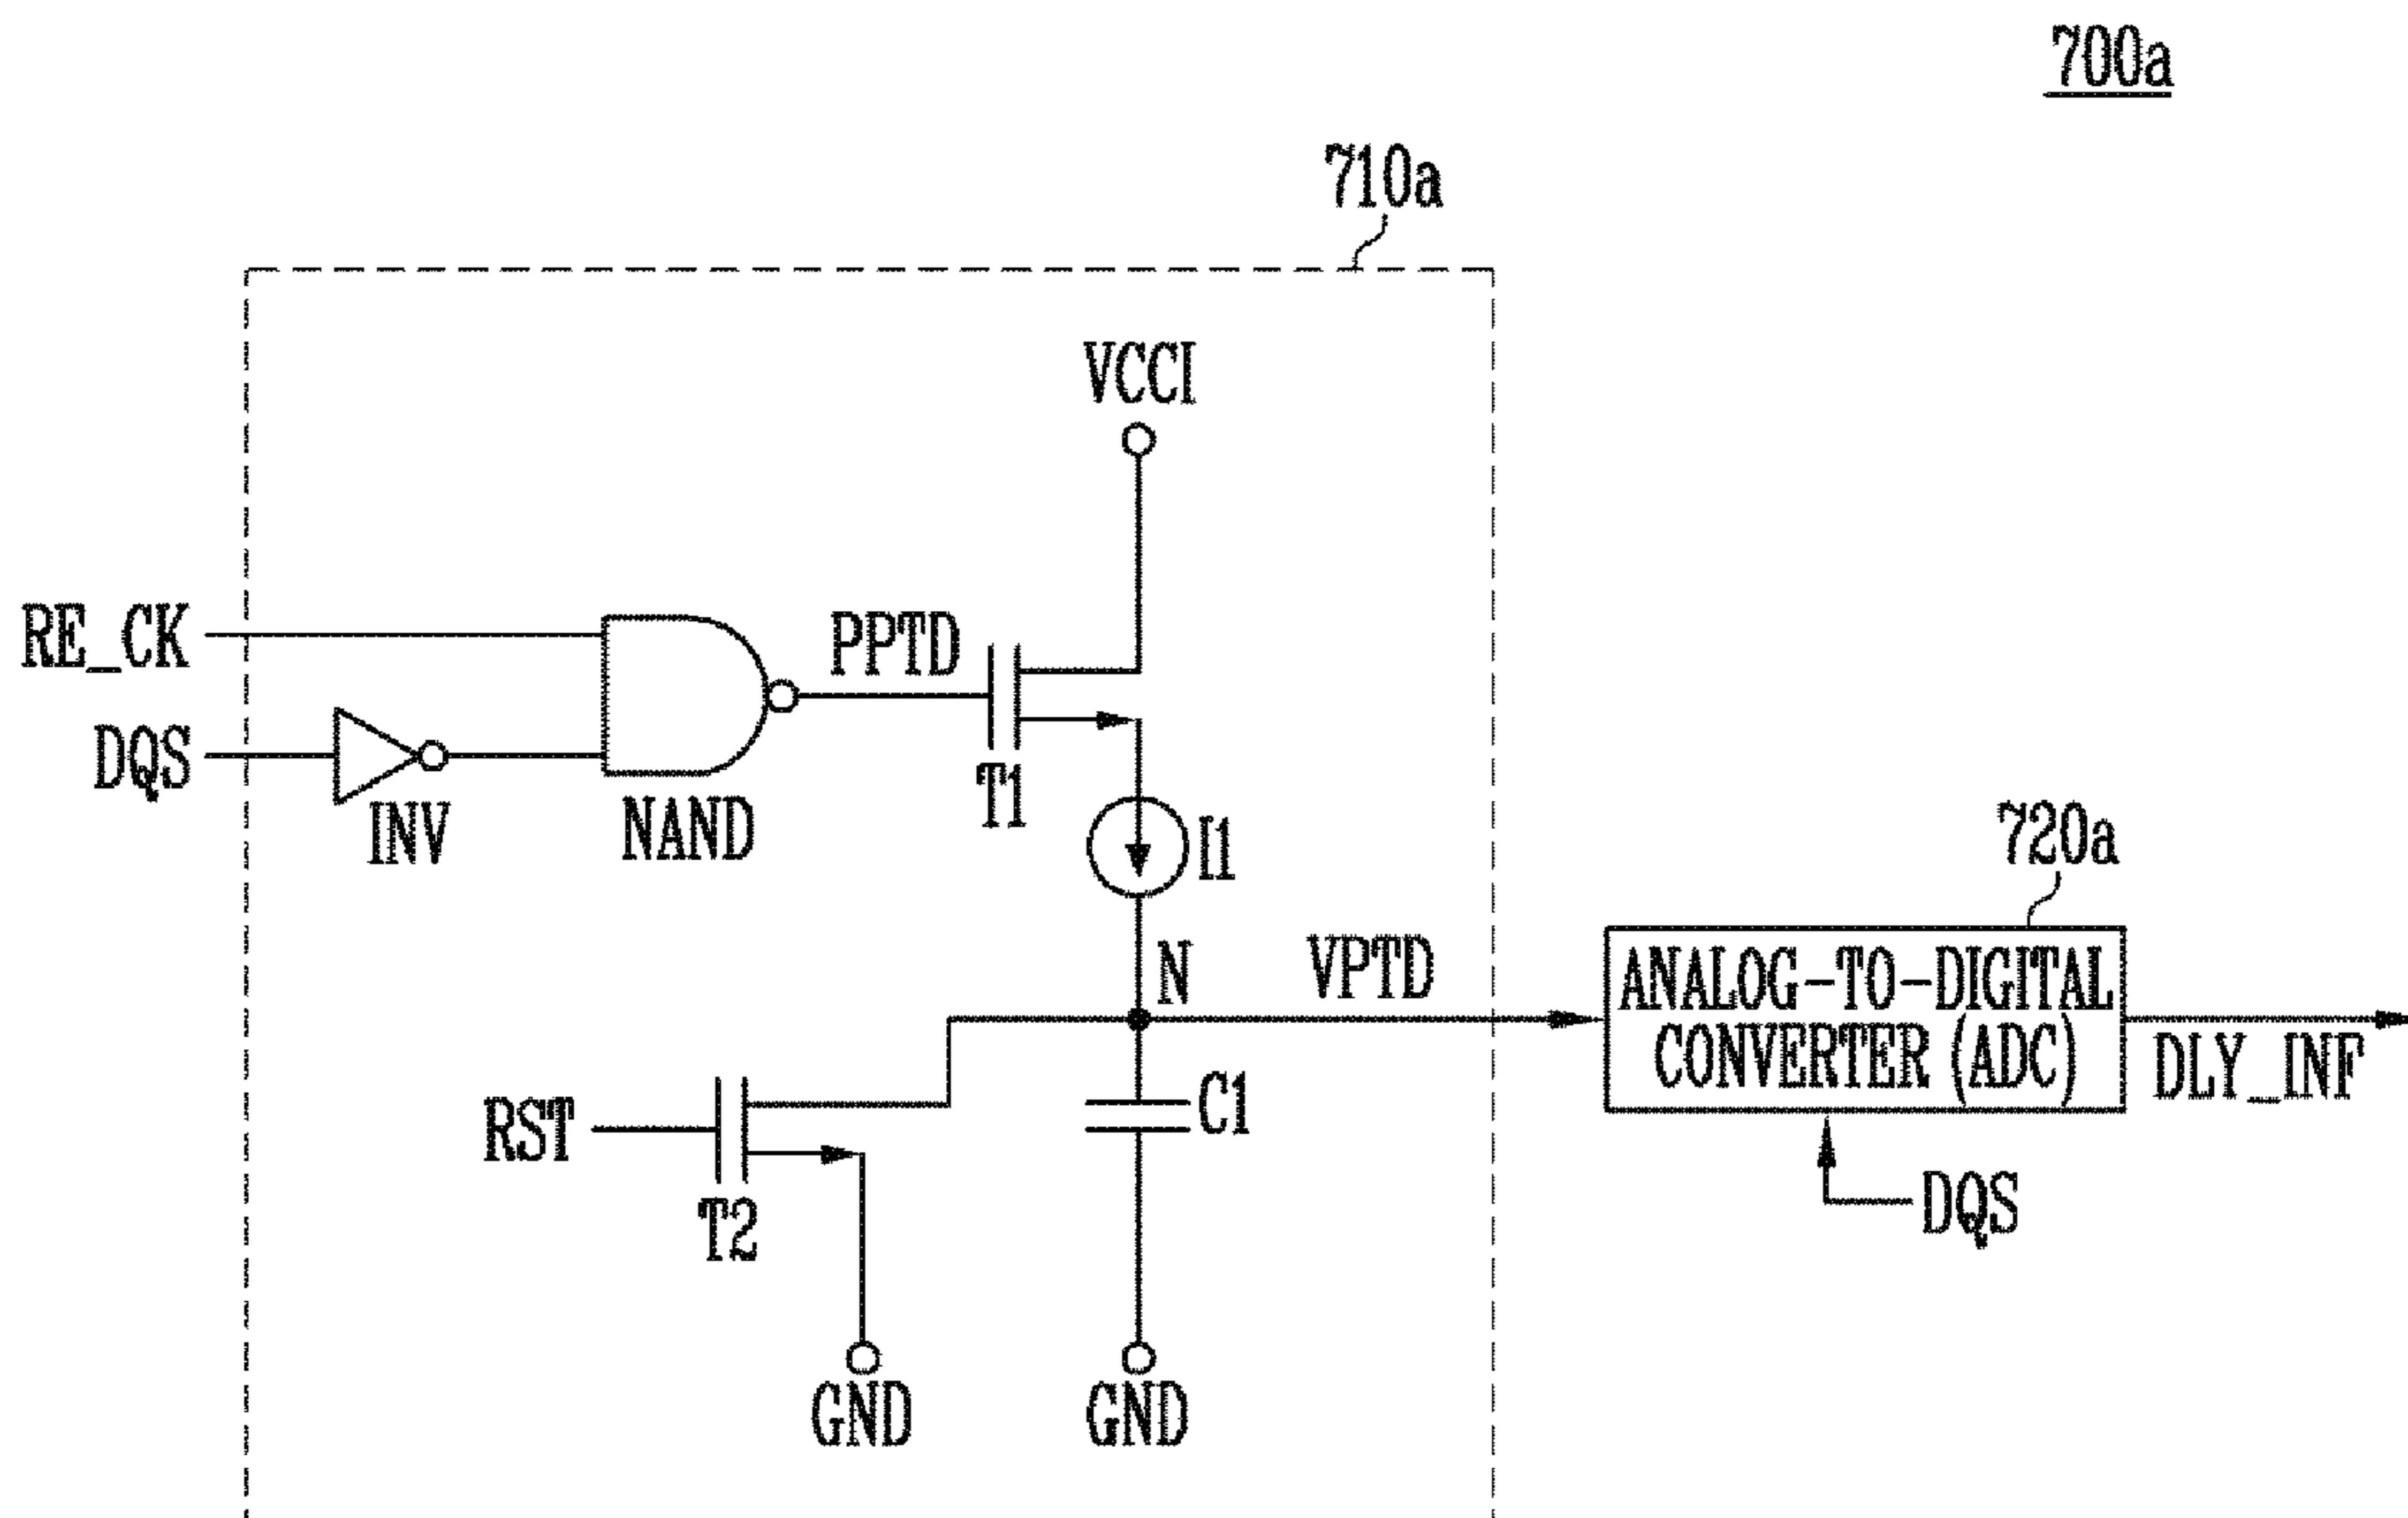 700a
710a
VCCI
RE_CK
PPTD
DQS
T1
INV
NAND
I1
720a
N
VPTD
ANALOG-TO-DIGITAL
CONVERTER (ADC)
DLY_INF
RST
C1
T2
DQS
GND
GND